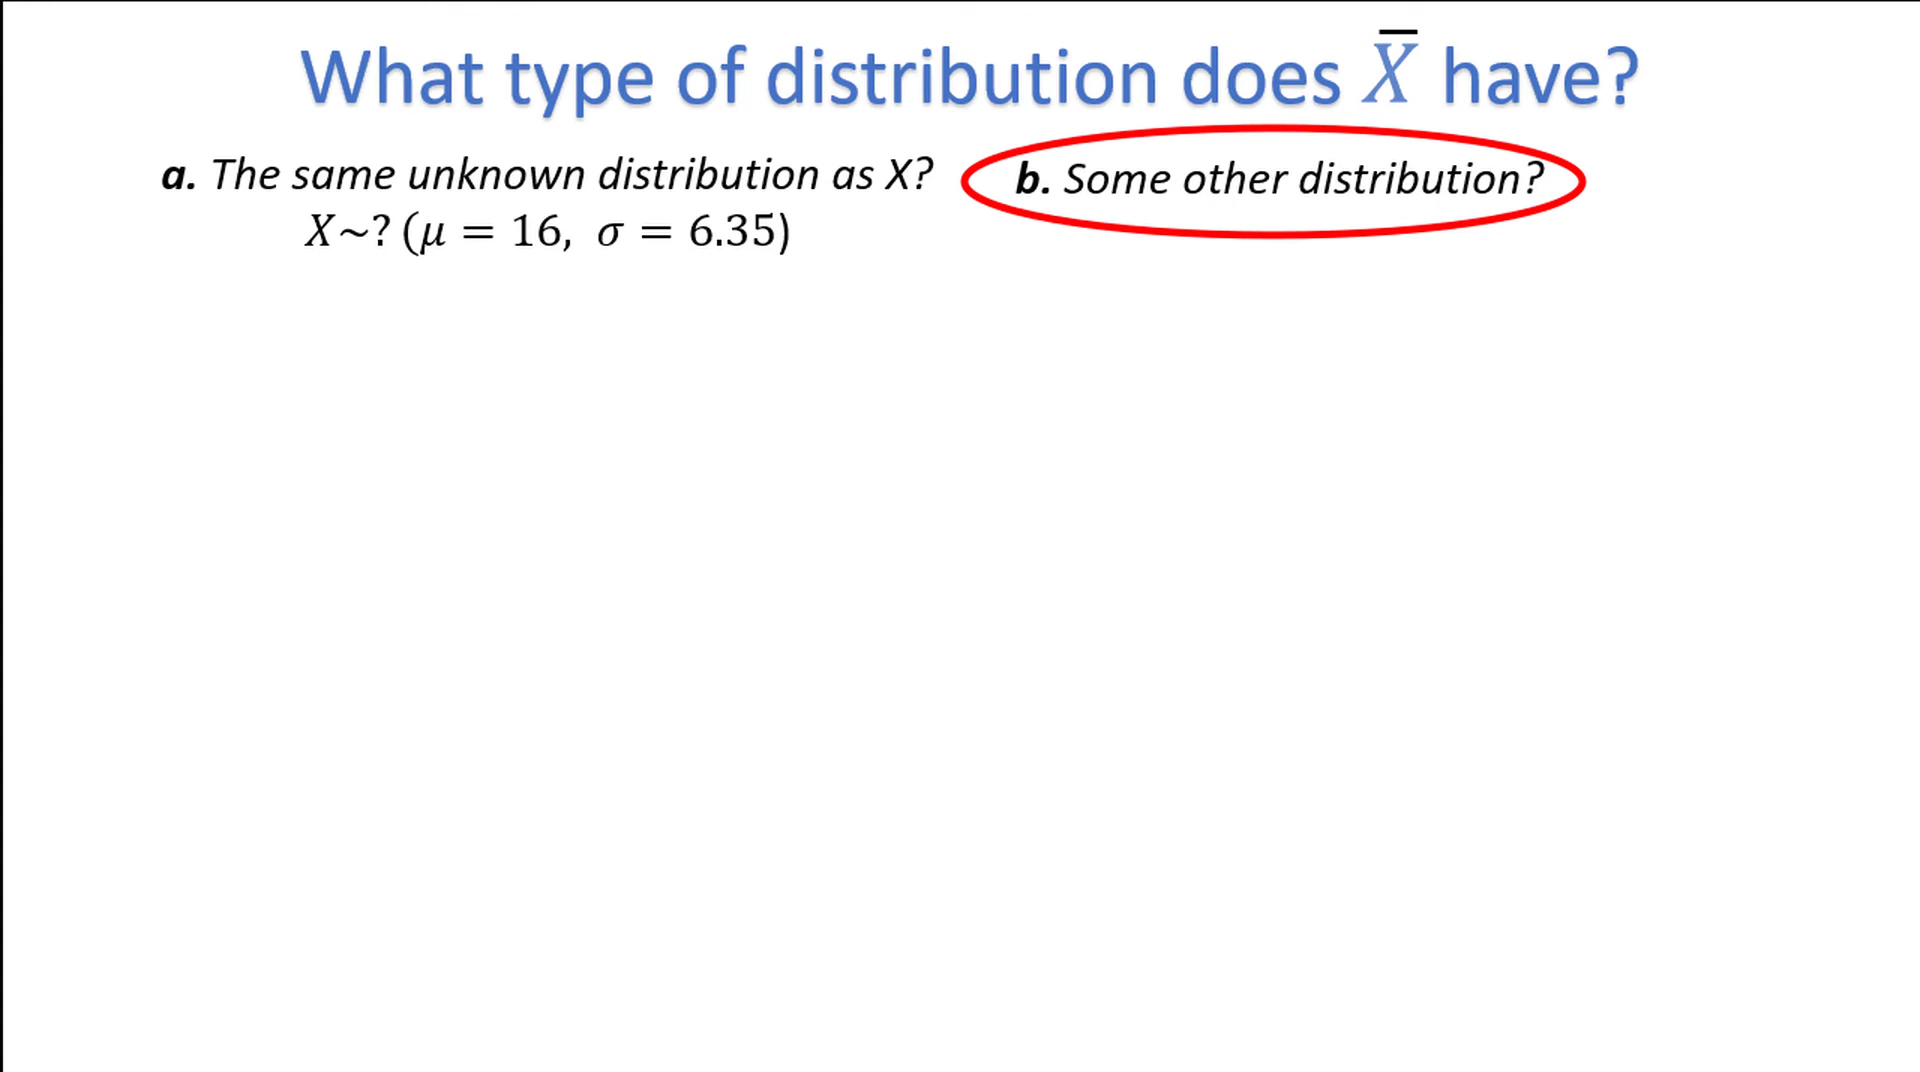 What type of distribution does X̅ have?
a. The same unknown distribution as X?
X~? (μ = 16, σ = 6.35)
b. Some other distribution?